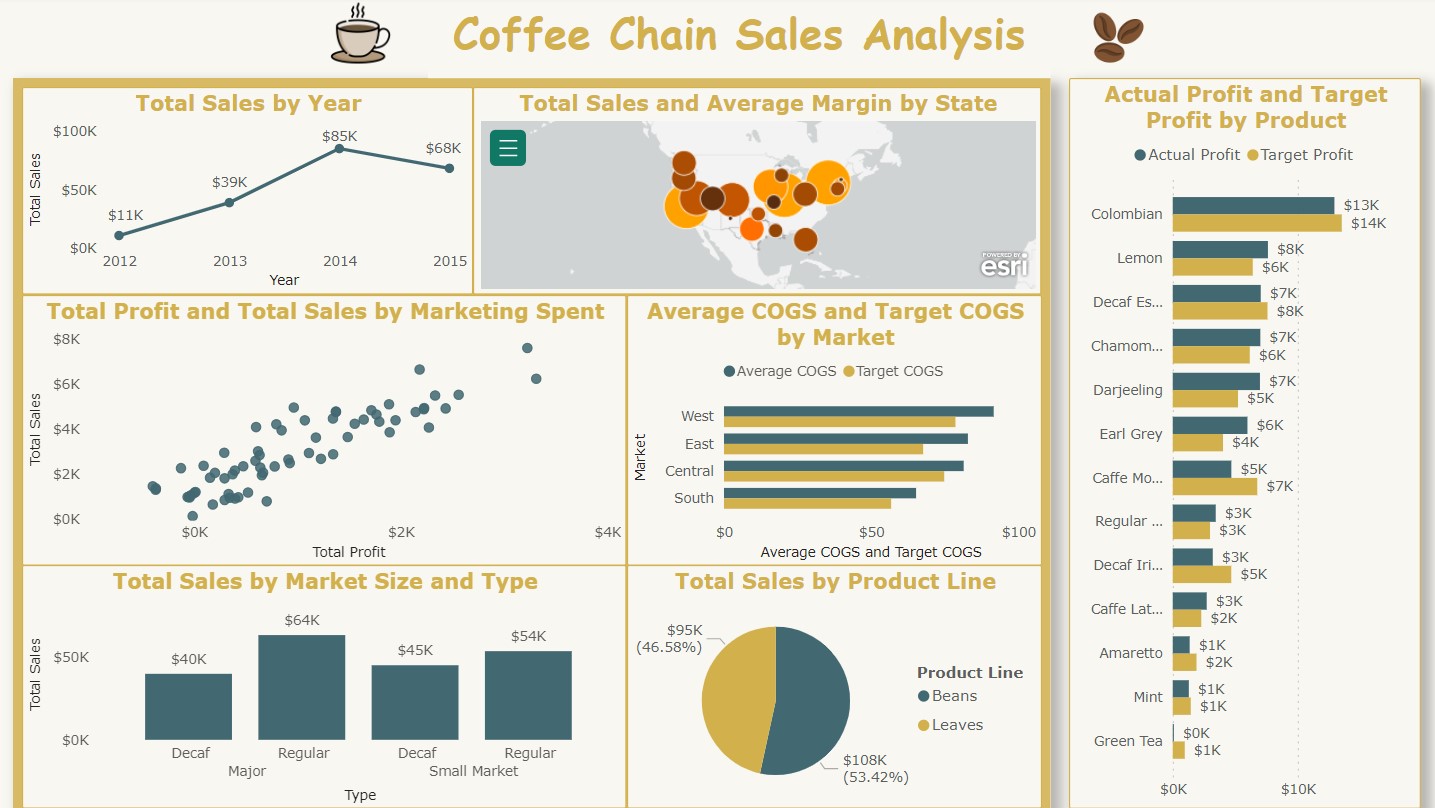 Coffee Chain Sales Analysis
Total Sales by Year
$100K
$50K
$0K
Total Sales
$11K
$39K
$85K
$68K
2012 2013 2014 2015
Year
Total Sales and Average Margin by State
POWERED BY
esri
Total Profit and Total Sales by Marketing Spent
$8K
$6K
$4K
$2K
$0K
Total Sales
$0K $2K $4K
Total Profit
Average COGS and Target COGS
by Market
Average COGS Target COGS
Market
West
East
Central
South
$0 $50 $100
Average COGS and Target COGS
Total Sales by Market Size and Type
Total Sales
$50K
$0K
$40K
$64K
$45K
$54K
Decaf Regular Decaf Regular
Major Small Market
Type
Total Sales by Product Line
$95K
(46.58%)
$108K
(53.42%)
Product Line
Beans
Leaves
Actual Profit and Target
Profit by Product
Actual Profit Target Profit
Colombian $13K
$14K
Lemon $8K
$6K
Decaf Es... $7K
$8K
Chamom... $7K
$6K
Darjeeling $7K
$5K
Earl Grey $6K
$4K
Caffe Mo... $5K
$7K
Regular ... $3K
$3K
Decaf Iri... $3K
$5K
Caffe Lat... $3K
$2K
Amaretto $1K
$2K
Mint $1K
$1K
Green Tea $0K
$1K
$0K $10K